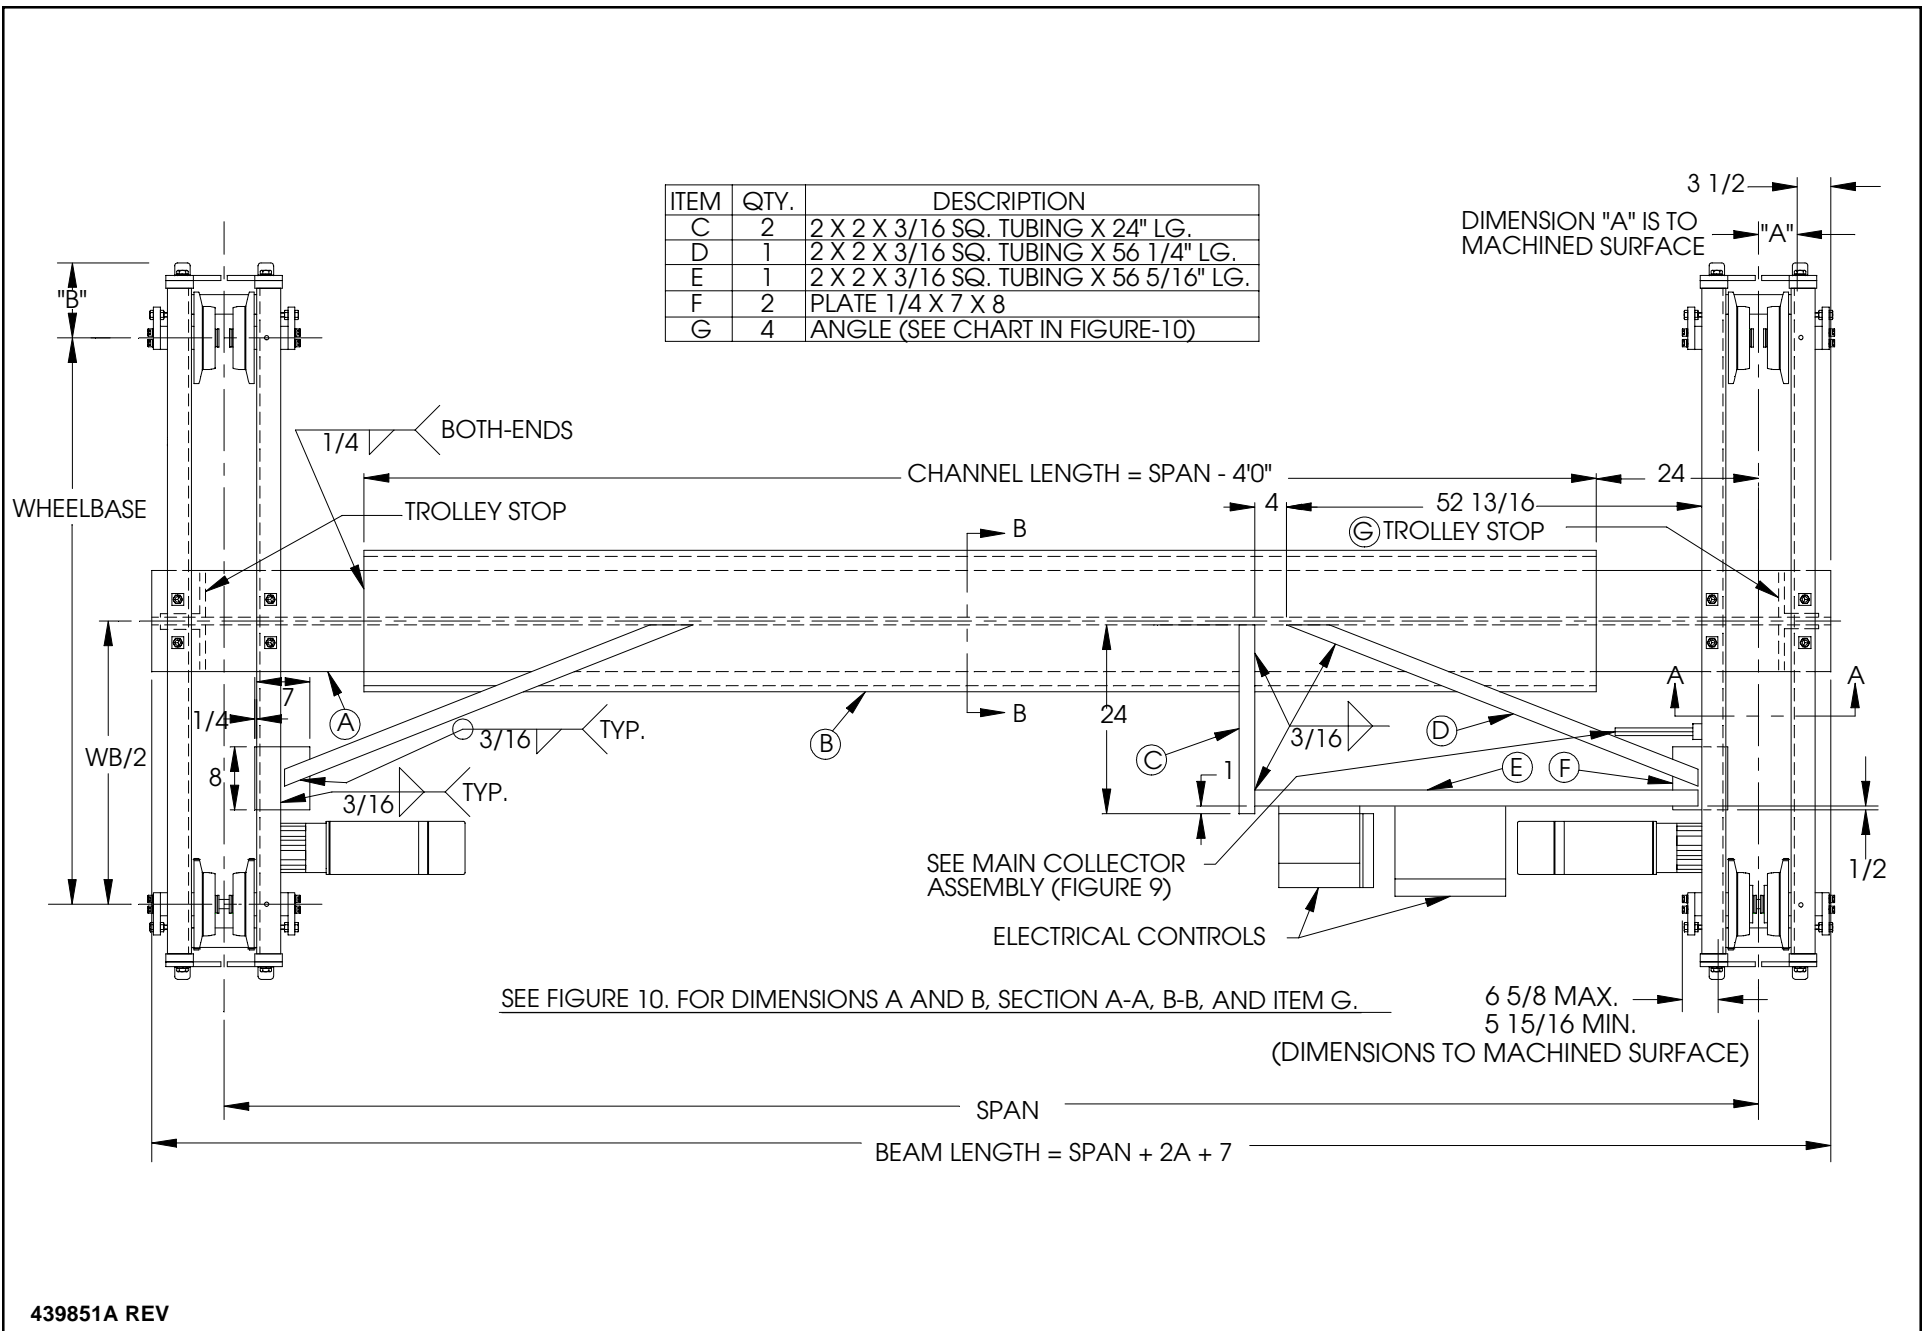 ITEM QTY. DESCRIPTION
C 2 2 X 2 X 3/16 SQ. TUBING X 24" LG.
D 1 2 X 2 X 3/16 SQ. TUBING X 56 1/4" LG.
E 1 2 X 2 X 3/16 SQ. TUBING X 56 5/16" LG.
F 2 PLATE 1/4 X 7 X 8
G 4 ANGLE (SEE CHART IN FIGURE-10)
3 1/2
DIMENSION "A" IS TO
MACHINED SURFACE
"A"
"B"
1/4
BOTH-ENDS
CHANNEL LENGTH = SPAN - 4'0"
24
WHEELBASE
TROLLEY STOP
4
52 13/16
B
G TROLLEY STOP
7
1/4
A
A
A
B
24
3/16 TYP.
3/16
D
WB/2
B
C
8
1
E
F
3/16
TYP.
SEE MAIN COLLECTOR
ASSEMBLY (FIGURE 9)
1/2
ELECTRICAL CONTROLS
SEE FIGURE 10. FOR DIMENSIONS A AND B, SECTION A-A, B-B, AND ITEM G.
6 5/8 MAX.
5 15/16 MIN.
(DIMENSIONS TO MACHINED SURFACE)
SPAN
BEAM LENGTH = SPAN + 2A + 7
439851A REV